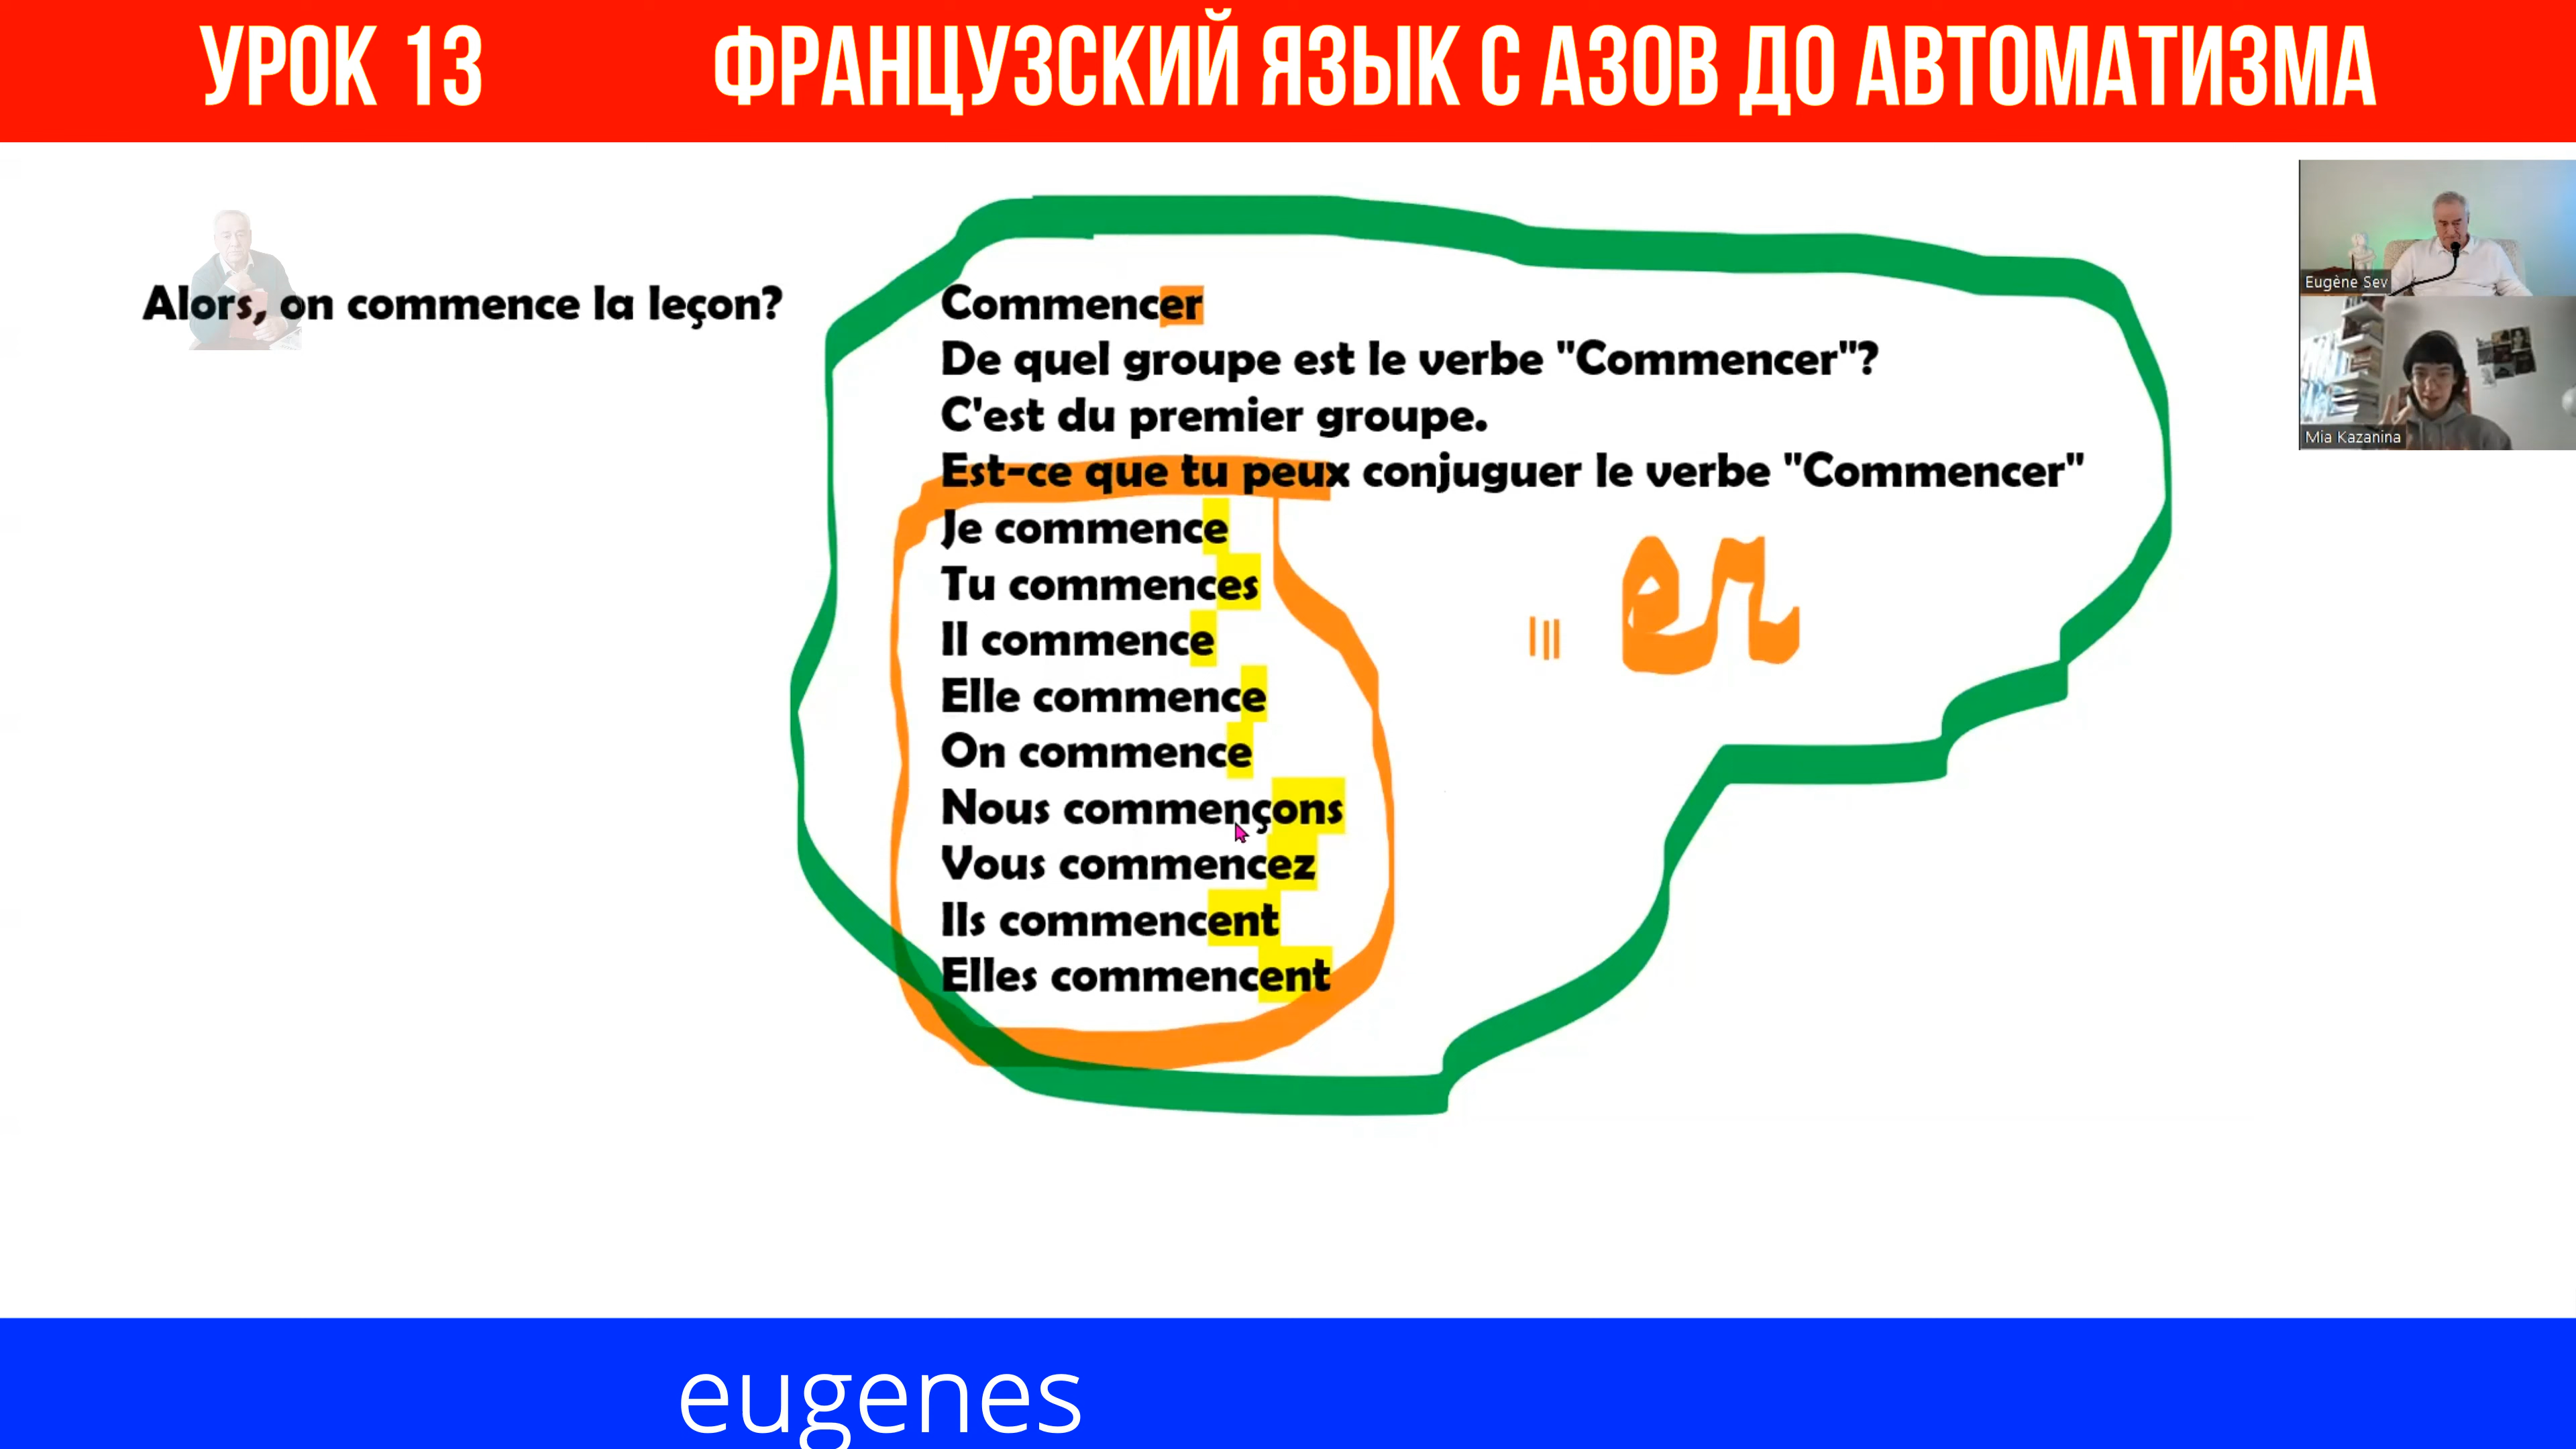 УРОК 13
ФРАНЦУЗСКИЙ ЯЗЫК С АЗОВ ДО АВТОМАТИЗМА
Alors, on commence la leçon?
Commencer
De quel groupe est le verbe "Commencer"?
C'est du premier groupe.
Est-ce que tu peux conjuguer le verbe "Commencer"
Je commence
Tu commences
Il commence
Elle commence
On commence
Nous commençons
Vous commencez
Ils commencent
Elles commencent
er
Eugène Sev
Mia Kazanina
eugenes